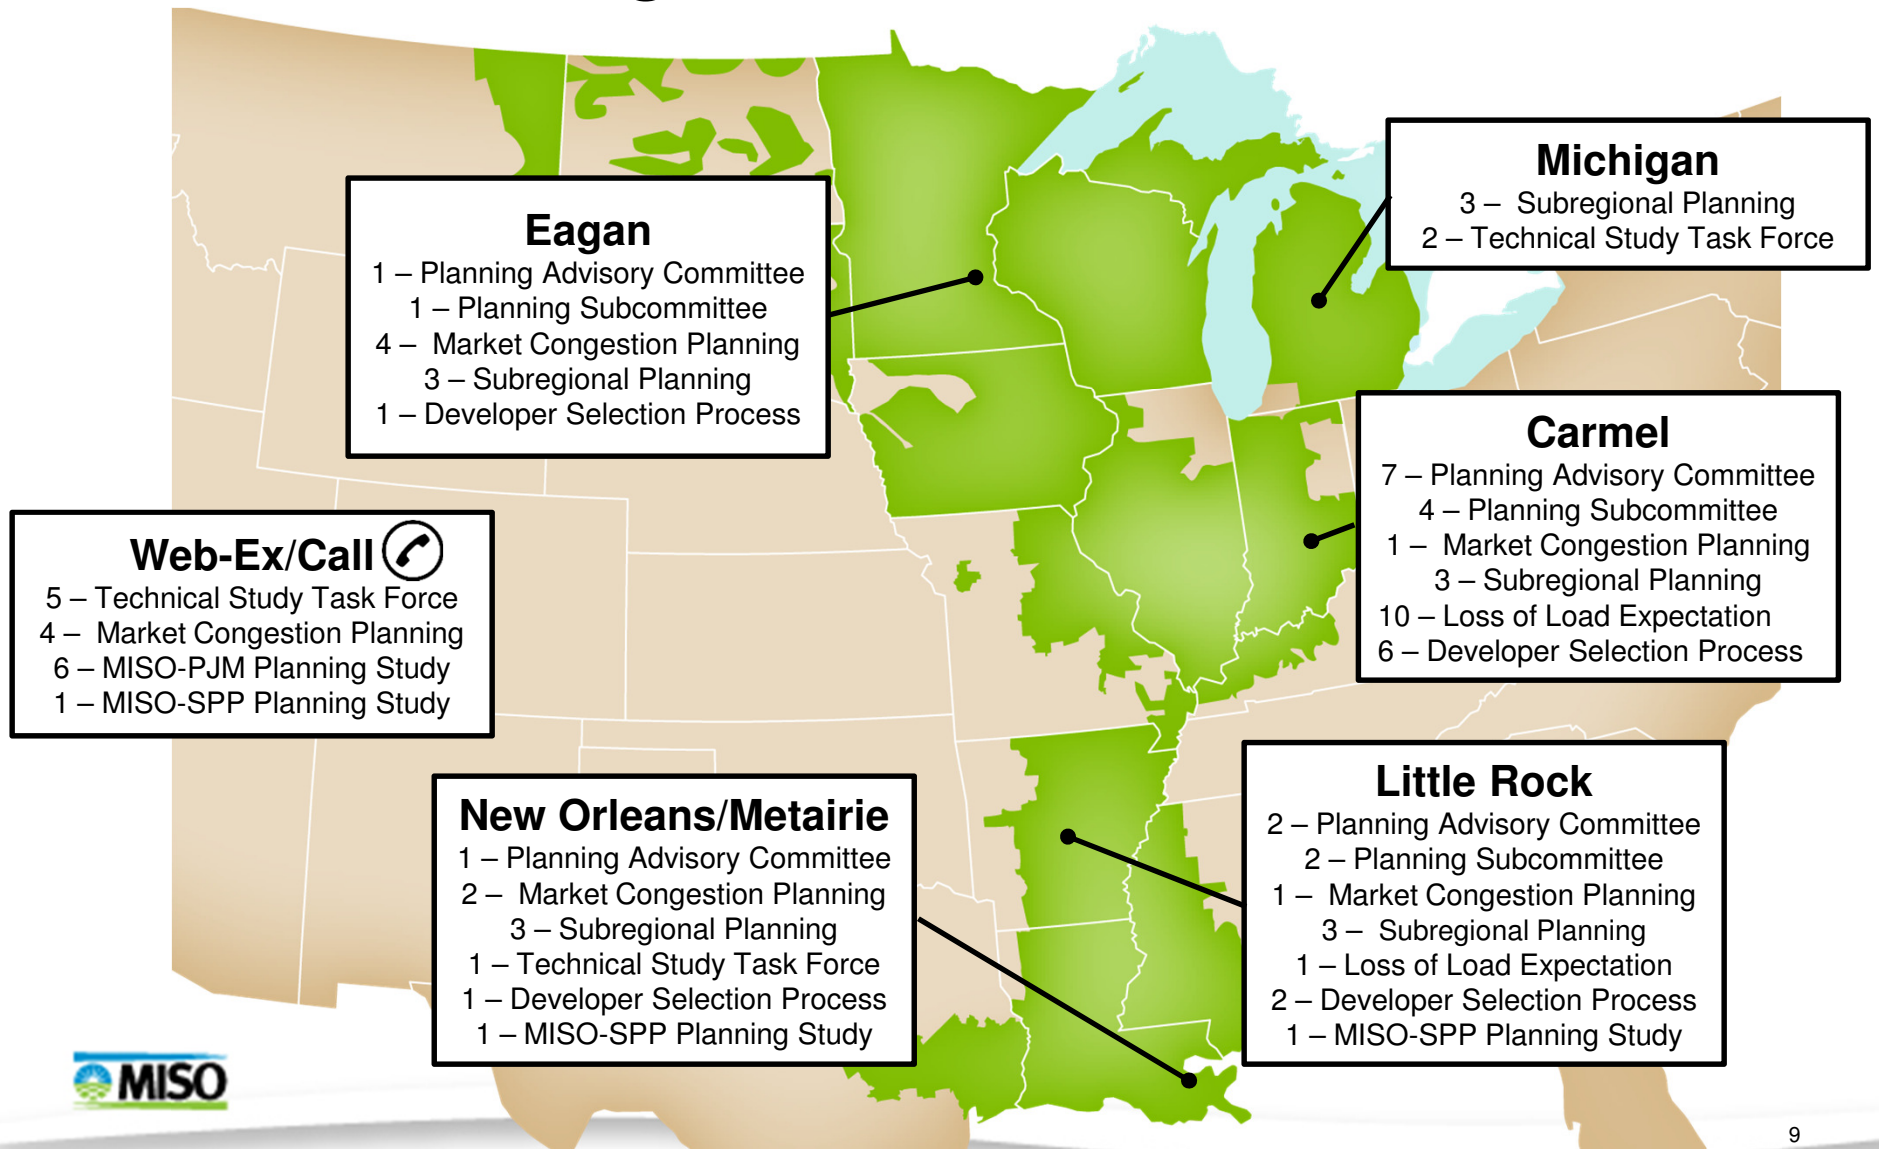 Michigan
3 – Subregional Planning
2 – Technical Study Task Force
Eagan
1 – Planning Advisory Committee
1 – Planning Subcommittee
4 – Market Congestion Planning
3 – Subregional Planning
1 – Developer Selection Process
Carmel
7 – Planning Advisory Committee
4 – Planning Subcommittee
1 – Market Congestion Planning
3 – Subregional Planning
10 – Loss of Load Expectation
6 – Developer Selection Process
Web-Ex/Call
5 – Technical Study Task Force
4 – Market Congestion Planning
6 – MISO-PJM Planning Study
1 – MISO-SPP Planning Study
New Orleans/Metairie
1 – Planning Advisory Committee
2 – Market Congestion Planning
3 – Subregional Planning
1 – Technical Study Task Force
1 – Developer Selection Process
1 – MISO-SPP Planning Study
Little Rock
2 – Planning Advisory Committee
2 – Planning Subcommittee
1 – Market Congestion Planning
3 – Subregional Planning
1 – Loss of Load Expectation
2 – Developer Selection Process
1 – MISO-SPP Planning Study
MISO
9